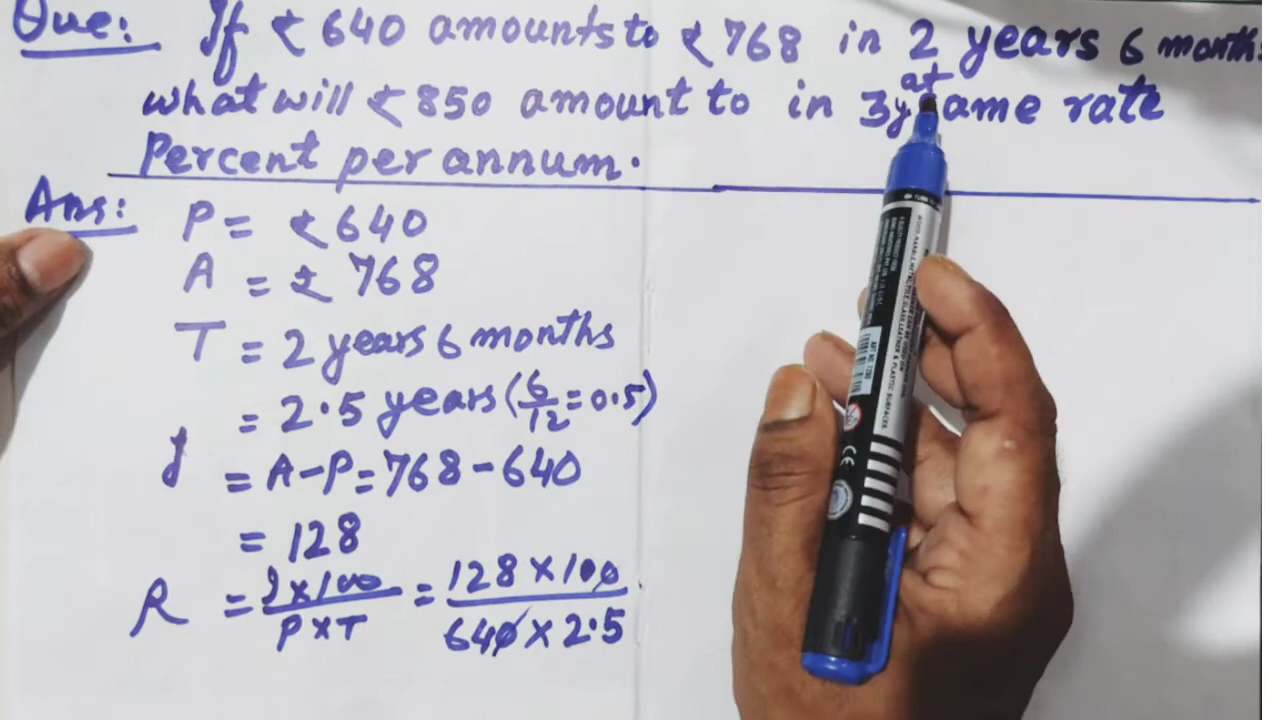 Que: If ₹ 640 amounts to ₹ 768 in 2 years 6 month
what will ₹ 850 amount to in 3y at same rate
Percent per annum.
Ans: P = ₹ 640
A = ₹ 768
T = 2 years 6 months
= 2.5 years (6/12 = 0.5)
I = A-P = 768 - 640
= 128
R = I×100/P×T = 128×100/640×2.5